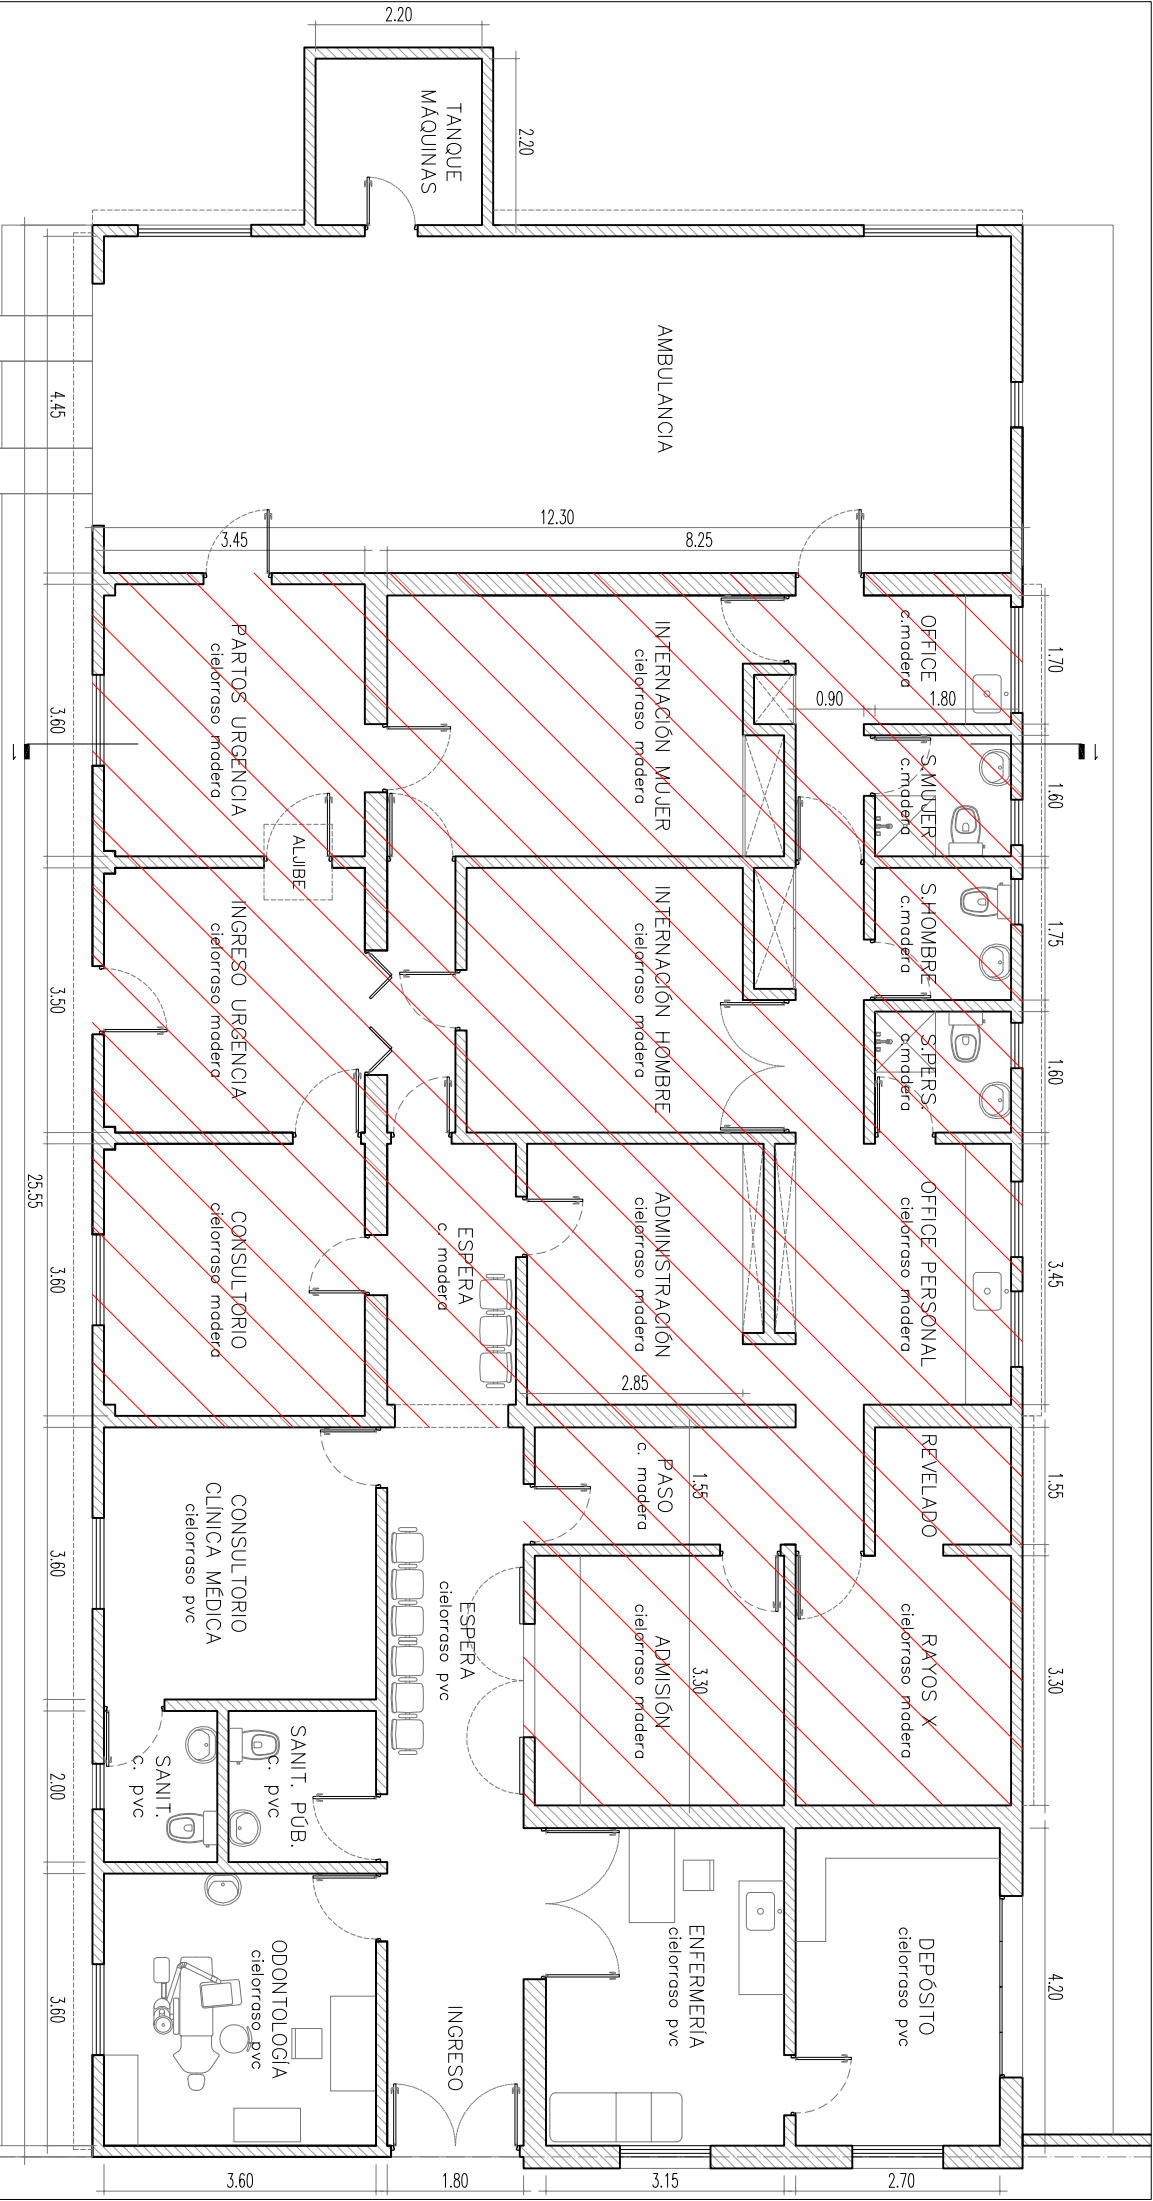 2.20
2.20
TANQUE
MÁQUINAS
AMBULANCIA
4.45
12.30
3.45
8.25
OFFICE
c.madera
1.70
INTERNACIÓN MUJER
cielorraso madera
PARTOS URGENCIA
cielorraso madera
0.90
1.80
3.60
1
1
S.MUJER
c.madera
1.60
ALJIBE
S.HOMBRE
c.madera
1.75
INTERNACIÓN HOMBRE
cielorraso madera
INGRESO URGENCIA
cielorraso madera
3.50
S.PERS.
c.madera
1.60
OFFICE PERSONAL
cielorraso madera
3.45
ADMINISTRACIÓN
cielorraso madera
ESPERA
c. madera
CONSULTORIO
cielorraso madera
3.60
25.55
2.85
REVELADO
1.55
PASO
c. madera
1.55
CONSULTORIO
CLÍNICA MÉDICA
cielorraso pvc
3.60
ESPERA
cielorraso pvc
RAYOS X
cielorraso madera
3.30
ADMISIÓN
cielorraso madera
3.30
SANIT. PÚB.
c. pvc
SANIT.
c. pvc
2.00
DEPÓSITO
cielorraso pvc
4.20
ENFERMERÍA
cielorraso pvc
INGRESO
ODONTOLOGÍA
cielorraso pvc
3.60
3.60
1.80
3.15
2.70